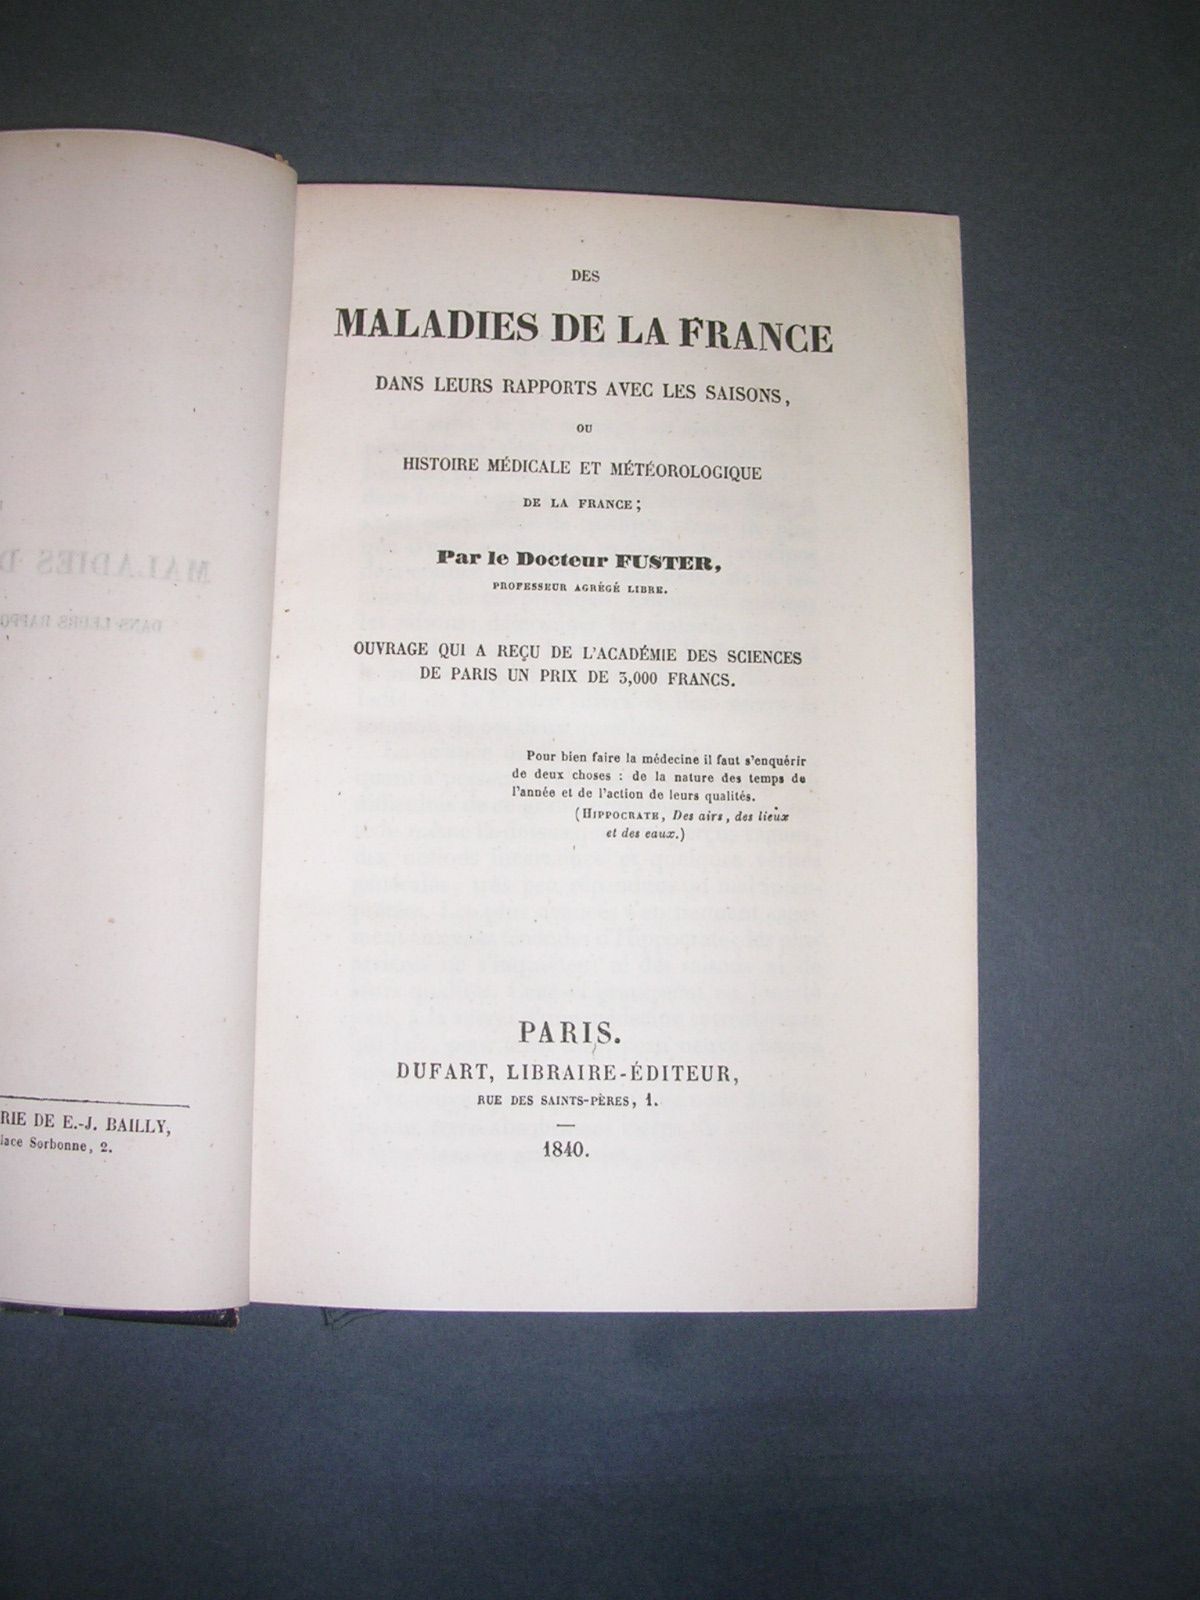 MALADIES D
DANS LEURS RAPPO
RIE DE E.-J. BAILLY,
lace Sorbonne, 2.
DES
MALADIES DE LA FRANCE
DANS LEURS RAPPORTS AVEC LES SAISONS,
OU
HISTOIRE MÉDICALE ET MÉTÉOROLOGIQUE
DE LA FRANCE;
Par le Docteur FUSTER,
PROFESSEUR AGRÉGÉ LIBRE.
OUVRAGE QUI A REÇU DE L'ACADÉMIE DES SCIENCES
DE PARIS UN PRIX DE 3,000 FRANCS.
Pour bien faire la médecine il faut s'enquérir
de deux choses : de la nature des temps de
l'année et de l'action de leurs qualités.
(HIPPOCRATE, Des airs, des lieux
et des eaux.)
PARIS.
DUFART, LIBRAIRE-ÉDITEUR,
RUE DES SAINTS-PÈRES, 1.
1840.